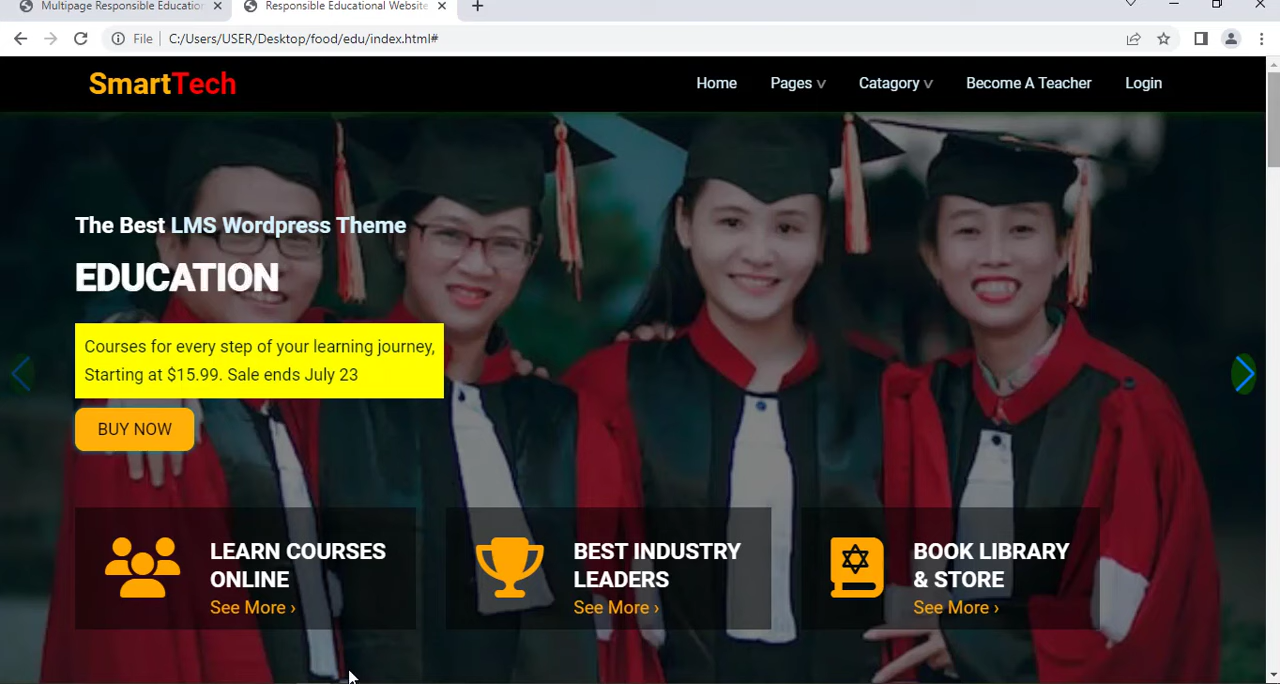 Multipage Responsible Education
Responsible Educational Website
File
C:/Users/USER/Desktop/food/edu/index.html#
SmartTech
Home
Pages
Catagory
Become A Teacher
Login
The Best LMS Wordpress Theme
EDUCATION
Courses for every step of your learning journey,
Starting at $15.99. Sale ends July 23
BUY NOW
LEARN COURSES
ONLINE
See More ›
BEST INDUSTRY
LEADERS
See More ›
BOOK LIBRARY
& STORE
See More ›